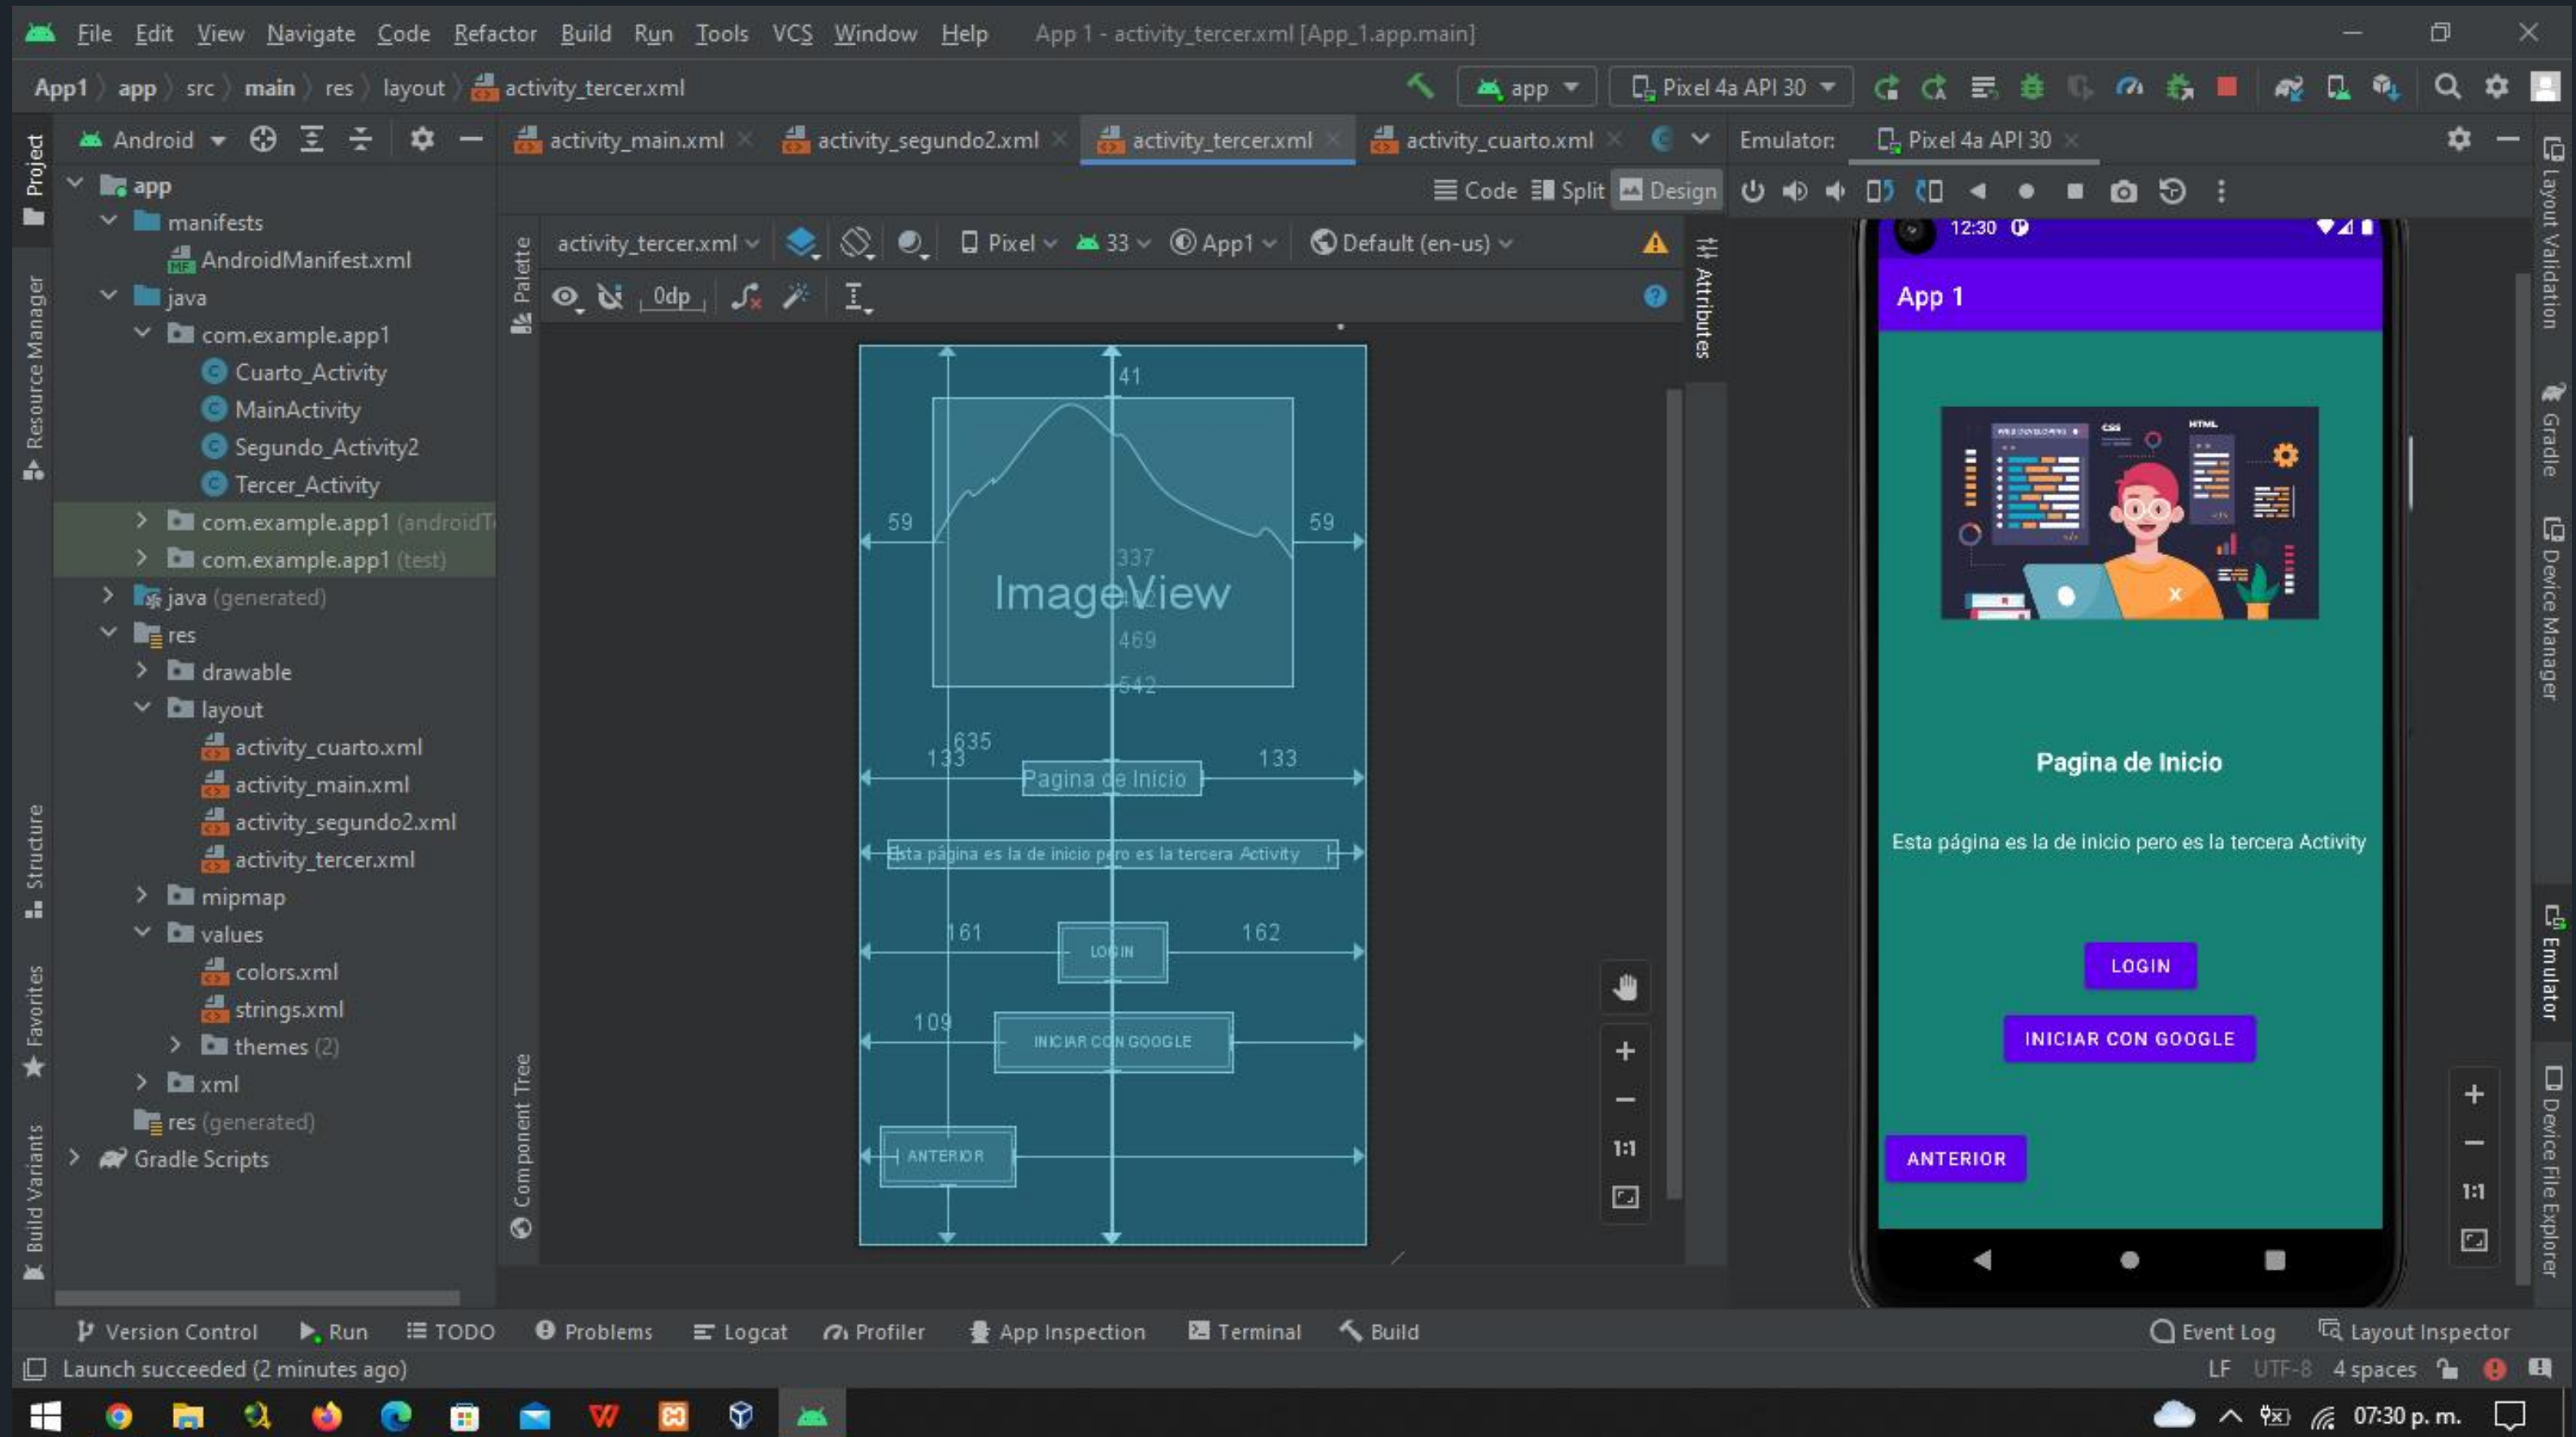 File Edit View Navigate Code Refactor Build Run Tools VCS Window Help App 1 - activity_tercer.xml [App_1.app.main]
App1 app src main res layout activity_tercer.xml app Pixel 4a API 30
Project
Resource Manager
Structure
Favorites
Build Variants
Android
app
manifests
AndroidManifest.xml
java
com.example.app1
Cuarto_Activity
MainActivity
Segundo_Activity2
Tercer_Activity
com.example.app1
com.example.app1 (test)
java (generated)
res
drawable
layout
activity_cuarto.xml
activity_main.xml
activity_segundo2.xml
activity_tercer.xml
mipmap
values
colors.xml
strings.xml
themes (2)
xml
res (generated)
Gradle Scripts
activity_main.xml activity_segundo2.xml activity_tercer.xml activity_cuarto.xml
Code Split Design
Palette
Component Tree
activity_tercer.xml Pixel 33 App1 Default (en-us)
0dp
Attributes
41
59 59
337
ImageView
469
542
635
133 133
Pagina de Inicio
Esta página es la de inicio pero es la tercera Activity
161 162
LOGIN
109
INICIAR CON GOOGLE
ANTERIOR
1:1
Emulator: Pixel 4a API 30
12:30
App 1
WEB DEVELOPING CSS HTML
Pagina de Inicio
Esta página es la de inicio pero es la tercera Activity
LOGIN
INICIAR CON GOOGLE
ANTERIOR
1:1
Layout Validation
Gradle
Device Manager
Emulator
Device File Explorer
Version Control Run TODO Problems Logcat Profiler App Inspection Terminal Build Event Log Layout Inspector
Launch succeeded (2 minutes ago) LF UTF-8 4 spaces
07:30 p. m.